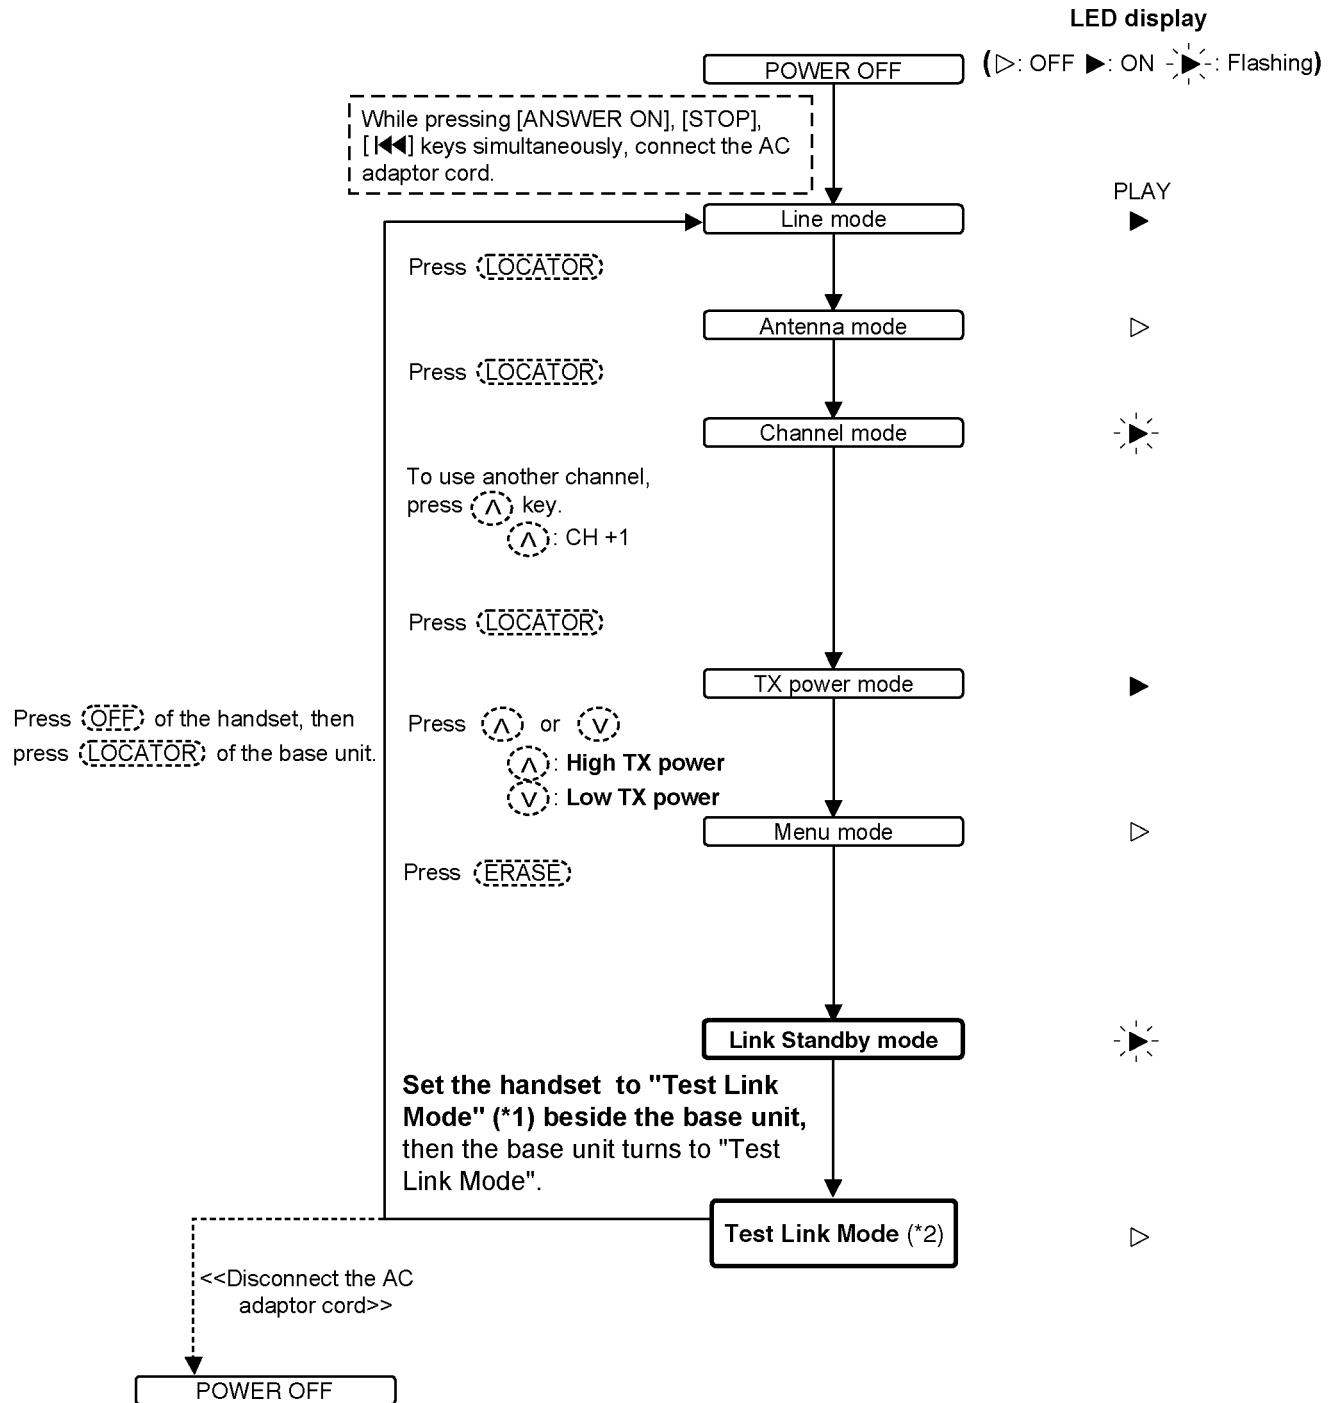 LED display
POWER OFF
(▷: OFF ▶: ON ▶: Flashing)
While pressing [ANSWER ON], [STOP],
[⏮] keys simultaneously, connect the AC
adaptor cord.
PLAY
Line mode
Press (LOCATOR)
Antenna mode
Press (LOCATOR)
Channel mode
To use another channel,
press (Λ) key.
(Λ): CH +1
Press (LOCATOR)
TX power mode
Press (OFF) of the handset, then
press (LOCATOR) of the base unit.
Press (Λ) or (V)
(Λ): High TX power
(V): Low TX power
Menu mode
Press (ERASE)
Link Standby mode
Set the handset to "Test Link
Mode" (*1) beside the base unit,
then the base unit turns to "Test
Link Mode".
Test Link Mode (*2)
<<Disconnect the AC
adaptor cord>>
POWER OFF